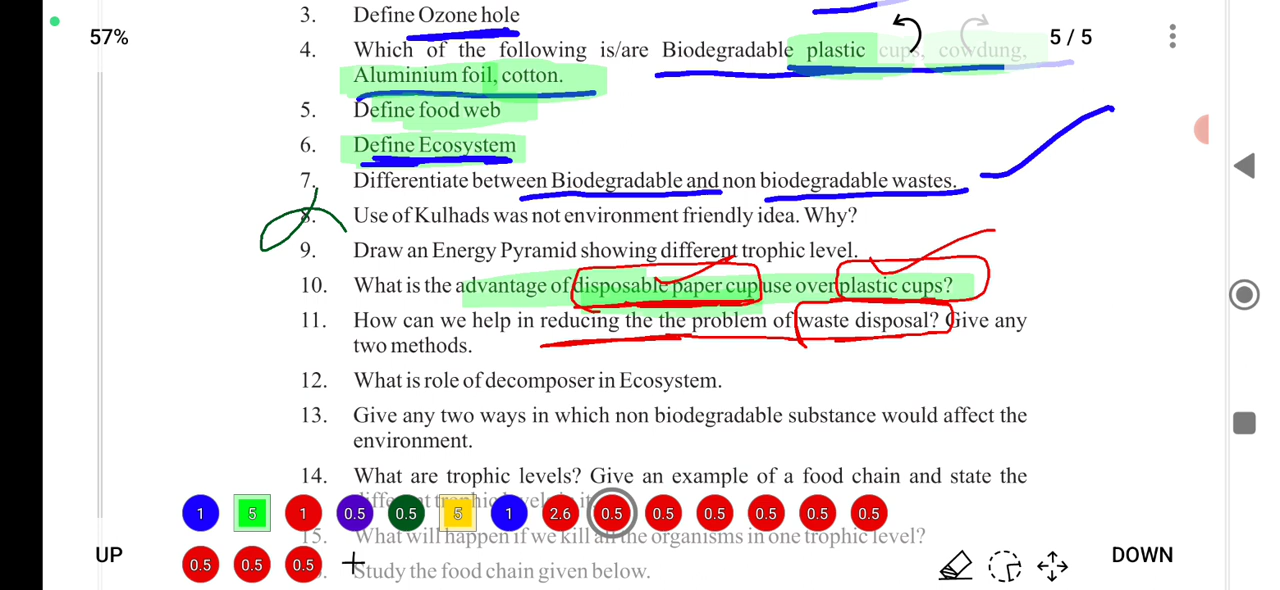 57%
5 / 5
3. Define Ozone hole
4. Which of the following is/are Biodegradable plastic cups, cowdung,
Aluminium foil, cotton.
5. Define food web
6. Define Ecosystem
7. Differentiate between Biodegradable and non biodegradable wastes.
8. Use of Kulhads was not environment friendly idea. Why?
9. Draw an Energy Pyramid showing different trophic level.
10. What is the advantage of disposable paper cup use over plastic cups?
11. How can we help in reducing the the problem of waste disposal? Give any
two methods.
12. What is role of decomposer in Ecosystem.
13. Give any two ways in which non biodegradable substance would affect the
environment.
14. What are trophic levels? Give an example of a food chain and state the
different trophic levels in it
1 5 1 0.5 0.5 5 1 2.6 0.5 0.5 0.5 0.5 0.5 0.5
15. What will happen if we kill all the organisms in one trophic level?
UP
DOWN
0.5 0.5 0.5
Study the food chain given below.